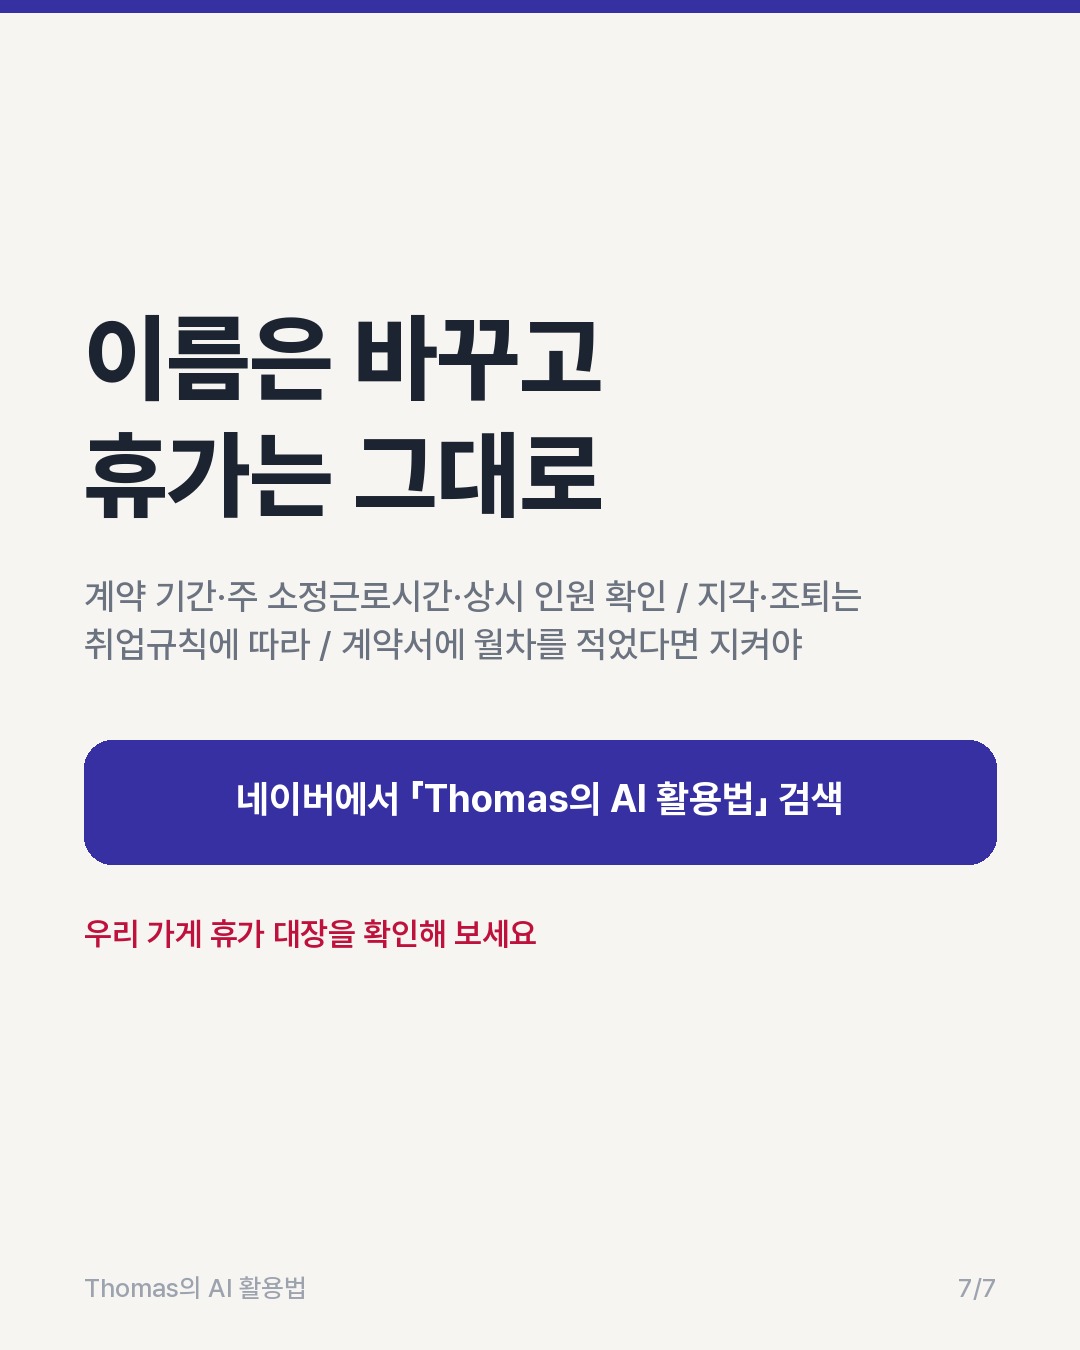 이름은 바꾸고
휴가는 그대로
계약 기간·주 소정근로시간·상시 인원 확인 / 지각·조퇴는
취업규칙에 따라 / 계약서에 월차를 적었다면 지켜야
네이버에서 「Thomas의 AI 활용법」 검색
우리 가게 휴가 대장을 확인해 보세요
Thomas의 AI 활용법
7/7